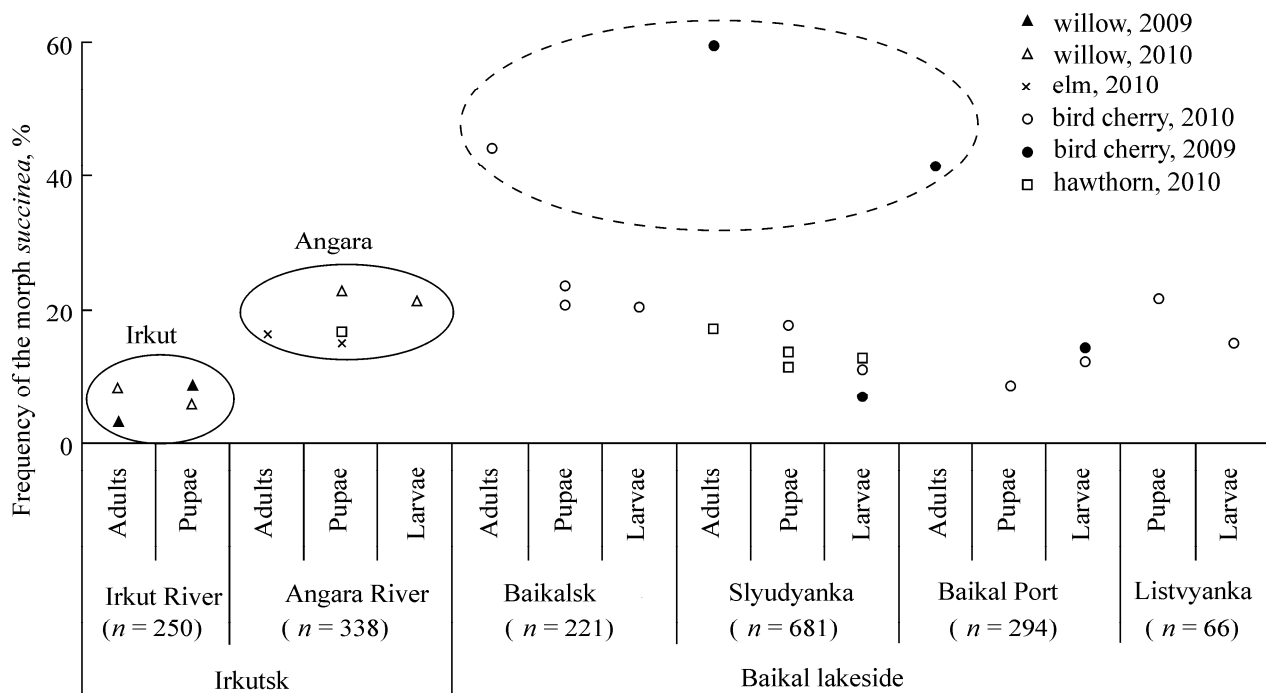 Frequency of the morph succinea, %
60
40
20
0
willow, 2009
willow, 2010
elm, 2010
bird cherry, 2010
bird cherry, 2009
hawthorn, 2010
Irkut
Angara
Adults
Pupae
Adults
Pupae
Larvae
Adults
Pupae
Larvae
Adults
Pupae
Larvae
Adults
Pupae
Larvae
Pupae
Larvae
Irkut River
(n = 250)
Angara River
( n = 338)
Baikalsk
( n = 221)
Slyudyanka
( n = 681)
Baikal Port
( n = 294)
Listvyanka
( n = 66)
Irkutsk
Baikal lakeside